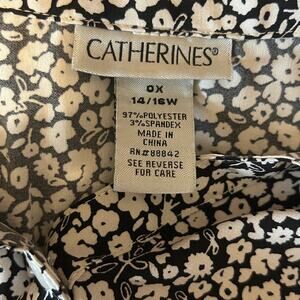 CATHERINES®
0X
14/16W
97%POLYESTER
3%SPANDEX
MADE IN
CHINA
RN#88842
SEE REVERSE
FOR CARE